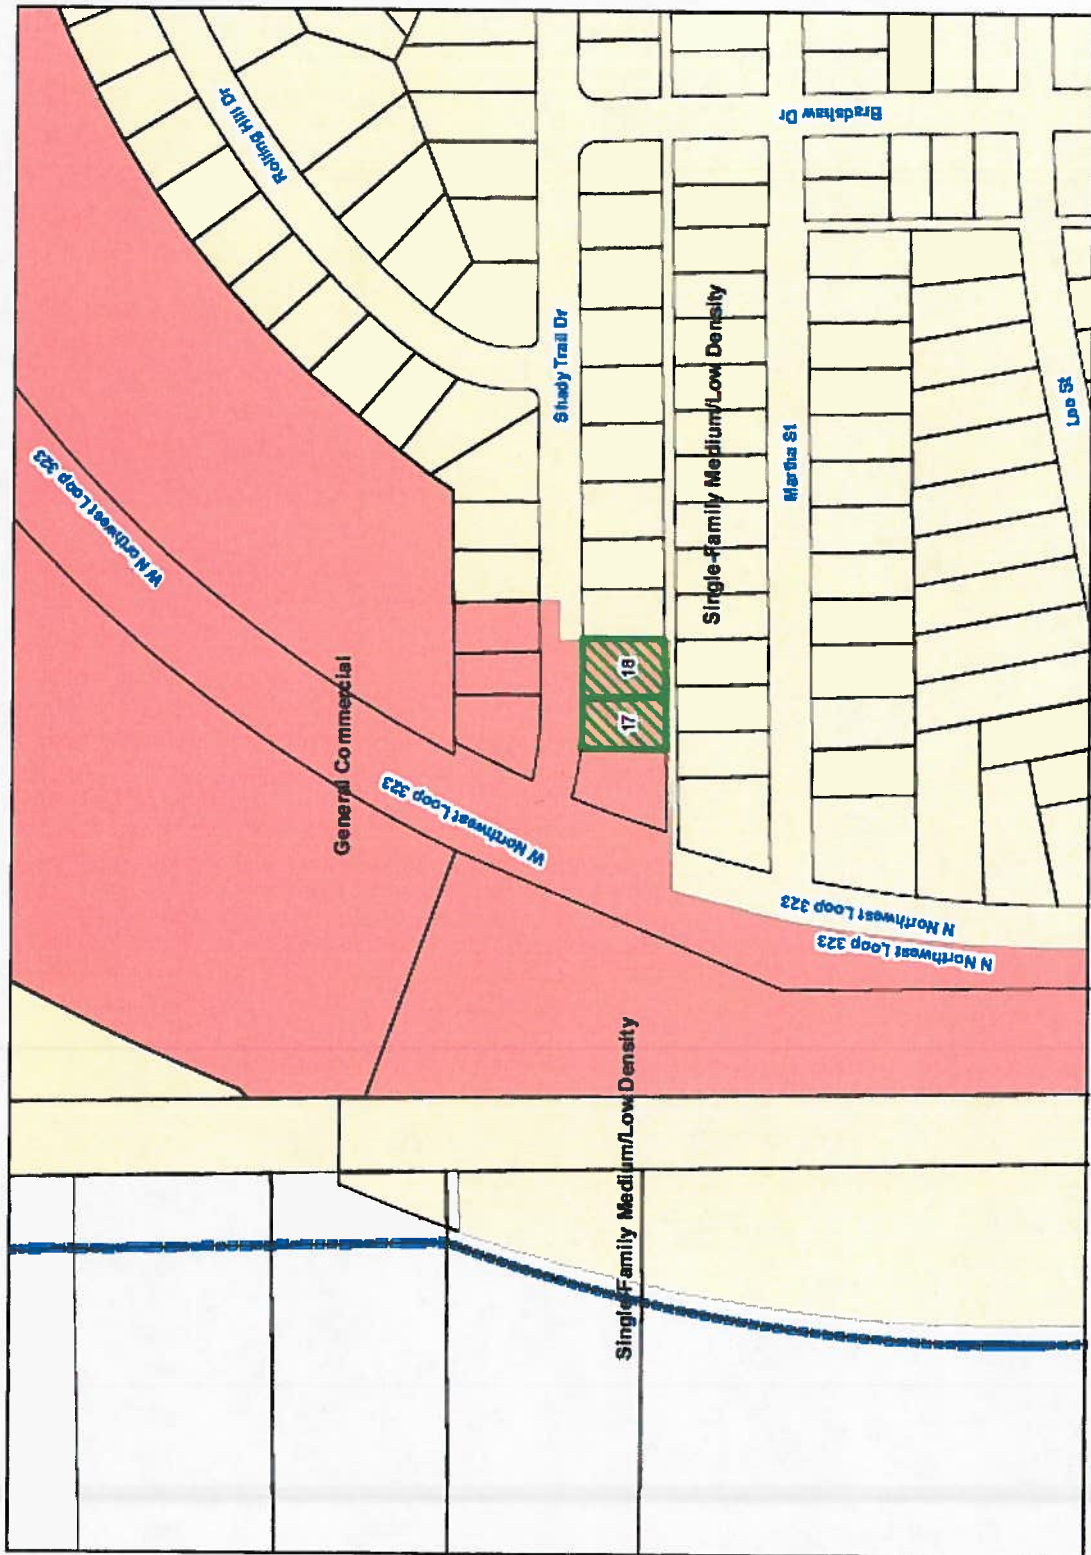 Rolling Hill Dr
Bradshaw Dr
Shady Trail Dr
Single-Family Medium/Low Density
Martha St
Lee St
W Northwest Loop 323
General Commercial
W Northwest Loop 323
18
17
N Northwest Loop 323
N Northwest Loop 323
Single-Family Medium/Low Density